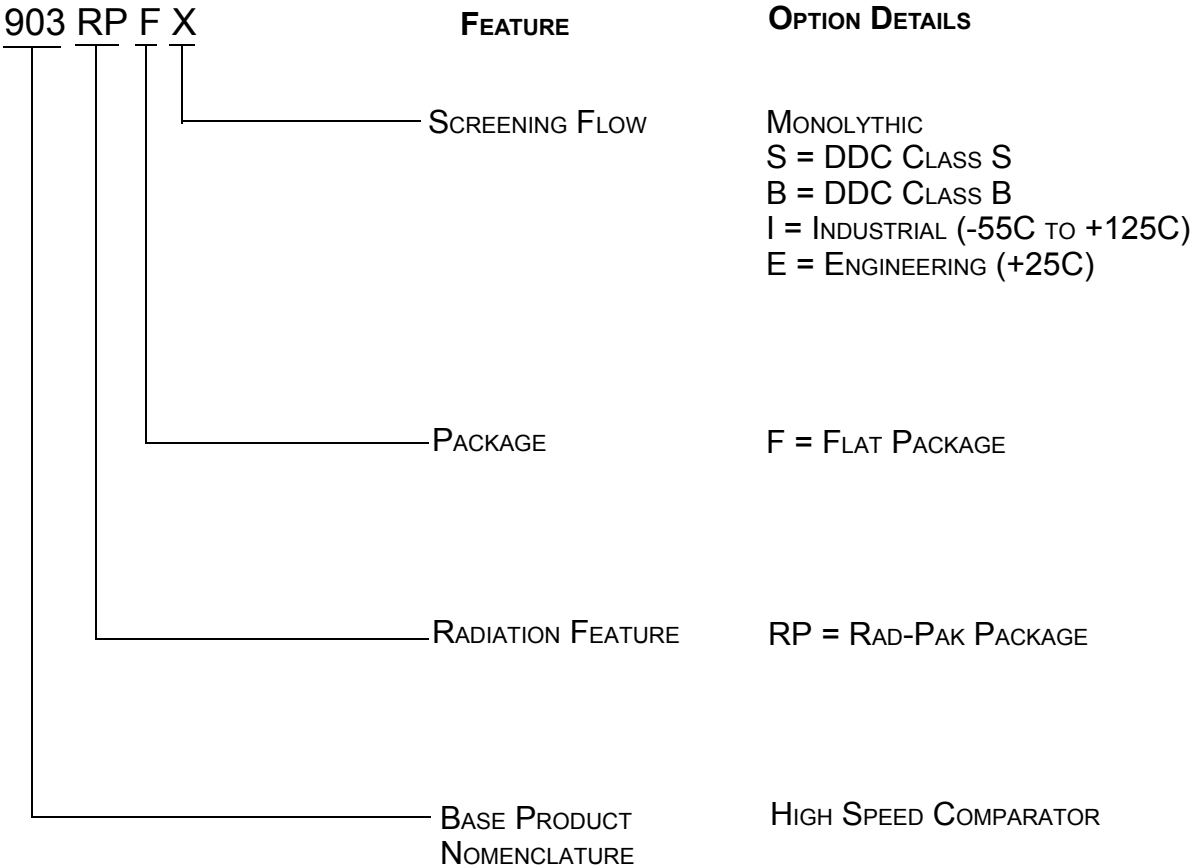 903 RP F X FEATURE OPTION DETAILS
SCREENING FLOW MONOLYTHIC
S = DDC CLASS S
B = DDC CLASS B
I = INDUSTRIAL (-55C TO +125C)
E = ENGINEERING (+25C)
PACKAGE F = FLAT PACKAGE
RADIATION FEATURE RP = RAD-PAK PACKAGE
BASE PRODUCT HIGH SPEED COMPARATOR
NOMENCLATURE